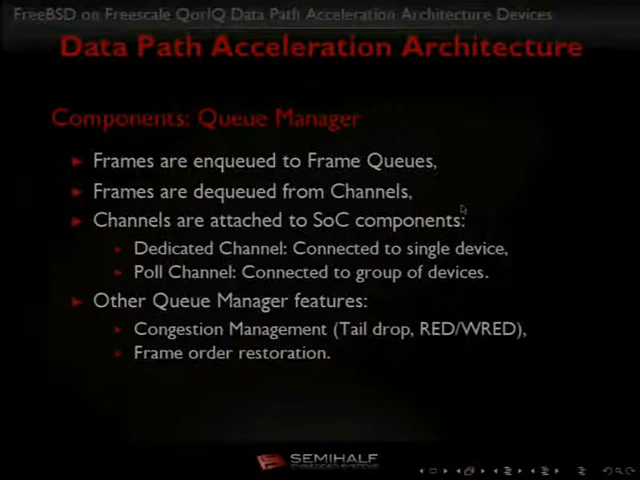 FreeBSD on Freescale QorIQ Data Path Acceleration Architecture Devices
Data Path Acceleration Architecture
Components: Queue Manager
Frames are enqueued to Frame Queues,
Frames are dequeued from Channels,
Channels are attached to SoC components:
Dedicated Channel: Connected to single device,
Poll Channel: Connected to group of devices.
Other Queue Manager features:
Congestion Management (Tail drop, RED/WRED),
Frame order restoration.
SEMIHALF
EMBEDDED SYSTEMS